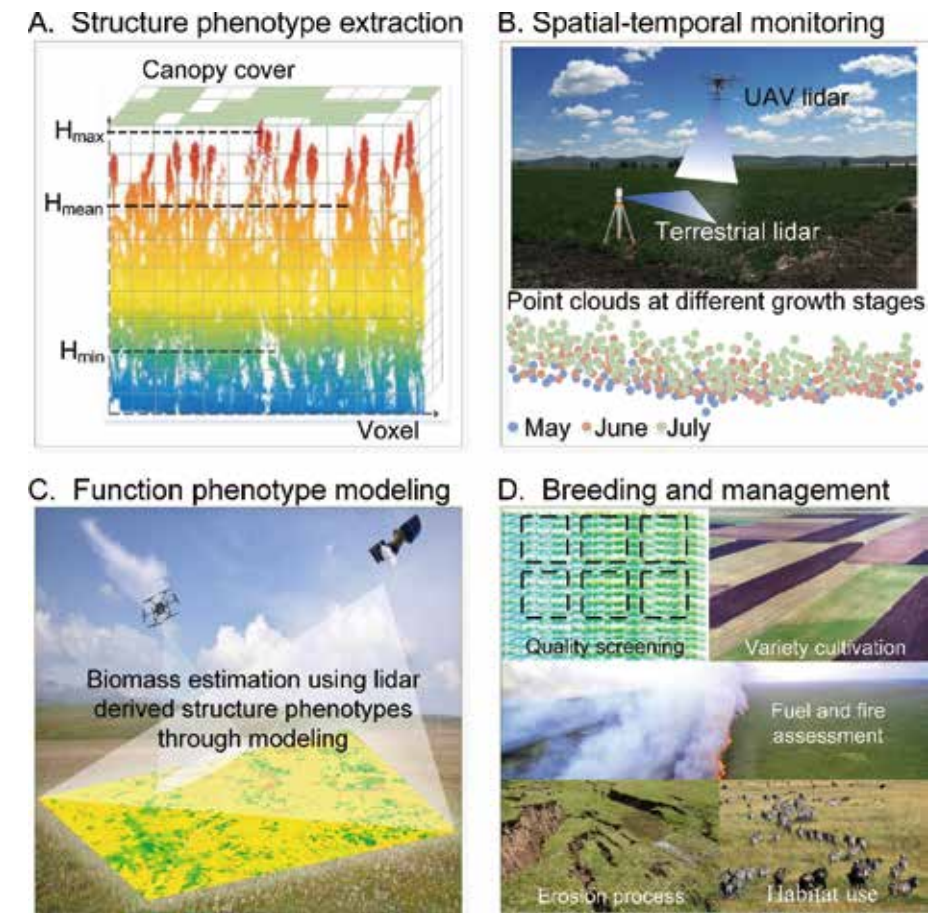 A. Structure phenotype extraction
Canopy cover
Hmax
Hmean
Hmin
Voxel
B. Spatial-temporal monitoring
UAV lidar
Terrestrial lidar
Point clouds at different growth stages
May June July
C. Function phenotype modeling
Biomass estimation using lidar
derived structure phenotypes
through modeling
D. Breeding and management
Quality screening
Variety cultivation
Fuel and fire
assessment
Erosion process
Habitat use